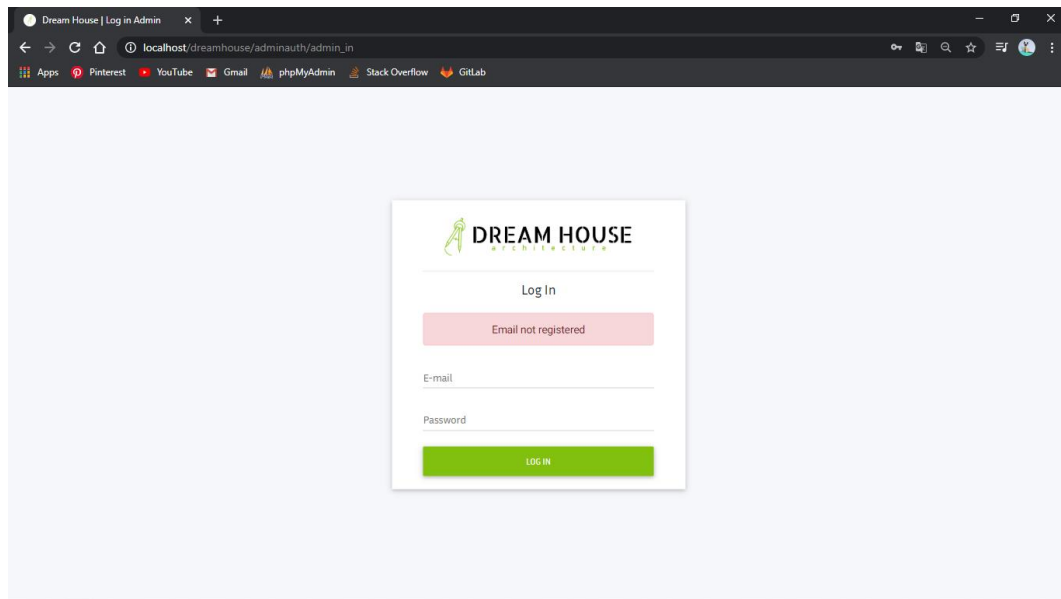 Dream House | Log in Admin
localhost/dreamhouse/adminauth/admin_in
Apps Pinterest YouTube Gmail phpMyAdmin Stack Overflow GitLab
DREAM HOUSE
architecture
Log In
Email not registered
E-mail
Password
LOG IN